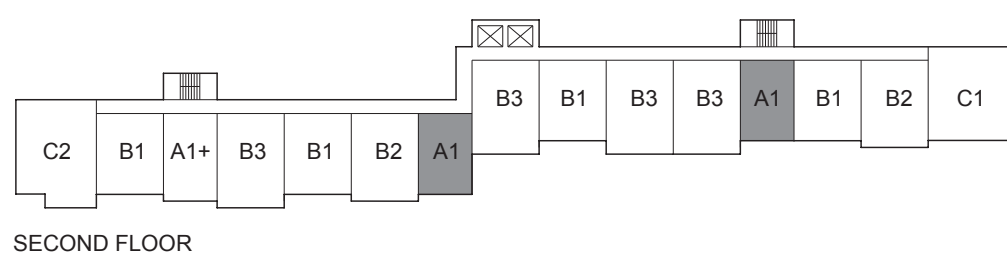 B3 B1 B3 B3 A1 B1 B2 C1
C2 B1 A1+ B3 B1 B2 A1
SECOND FLOOR